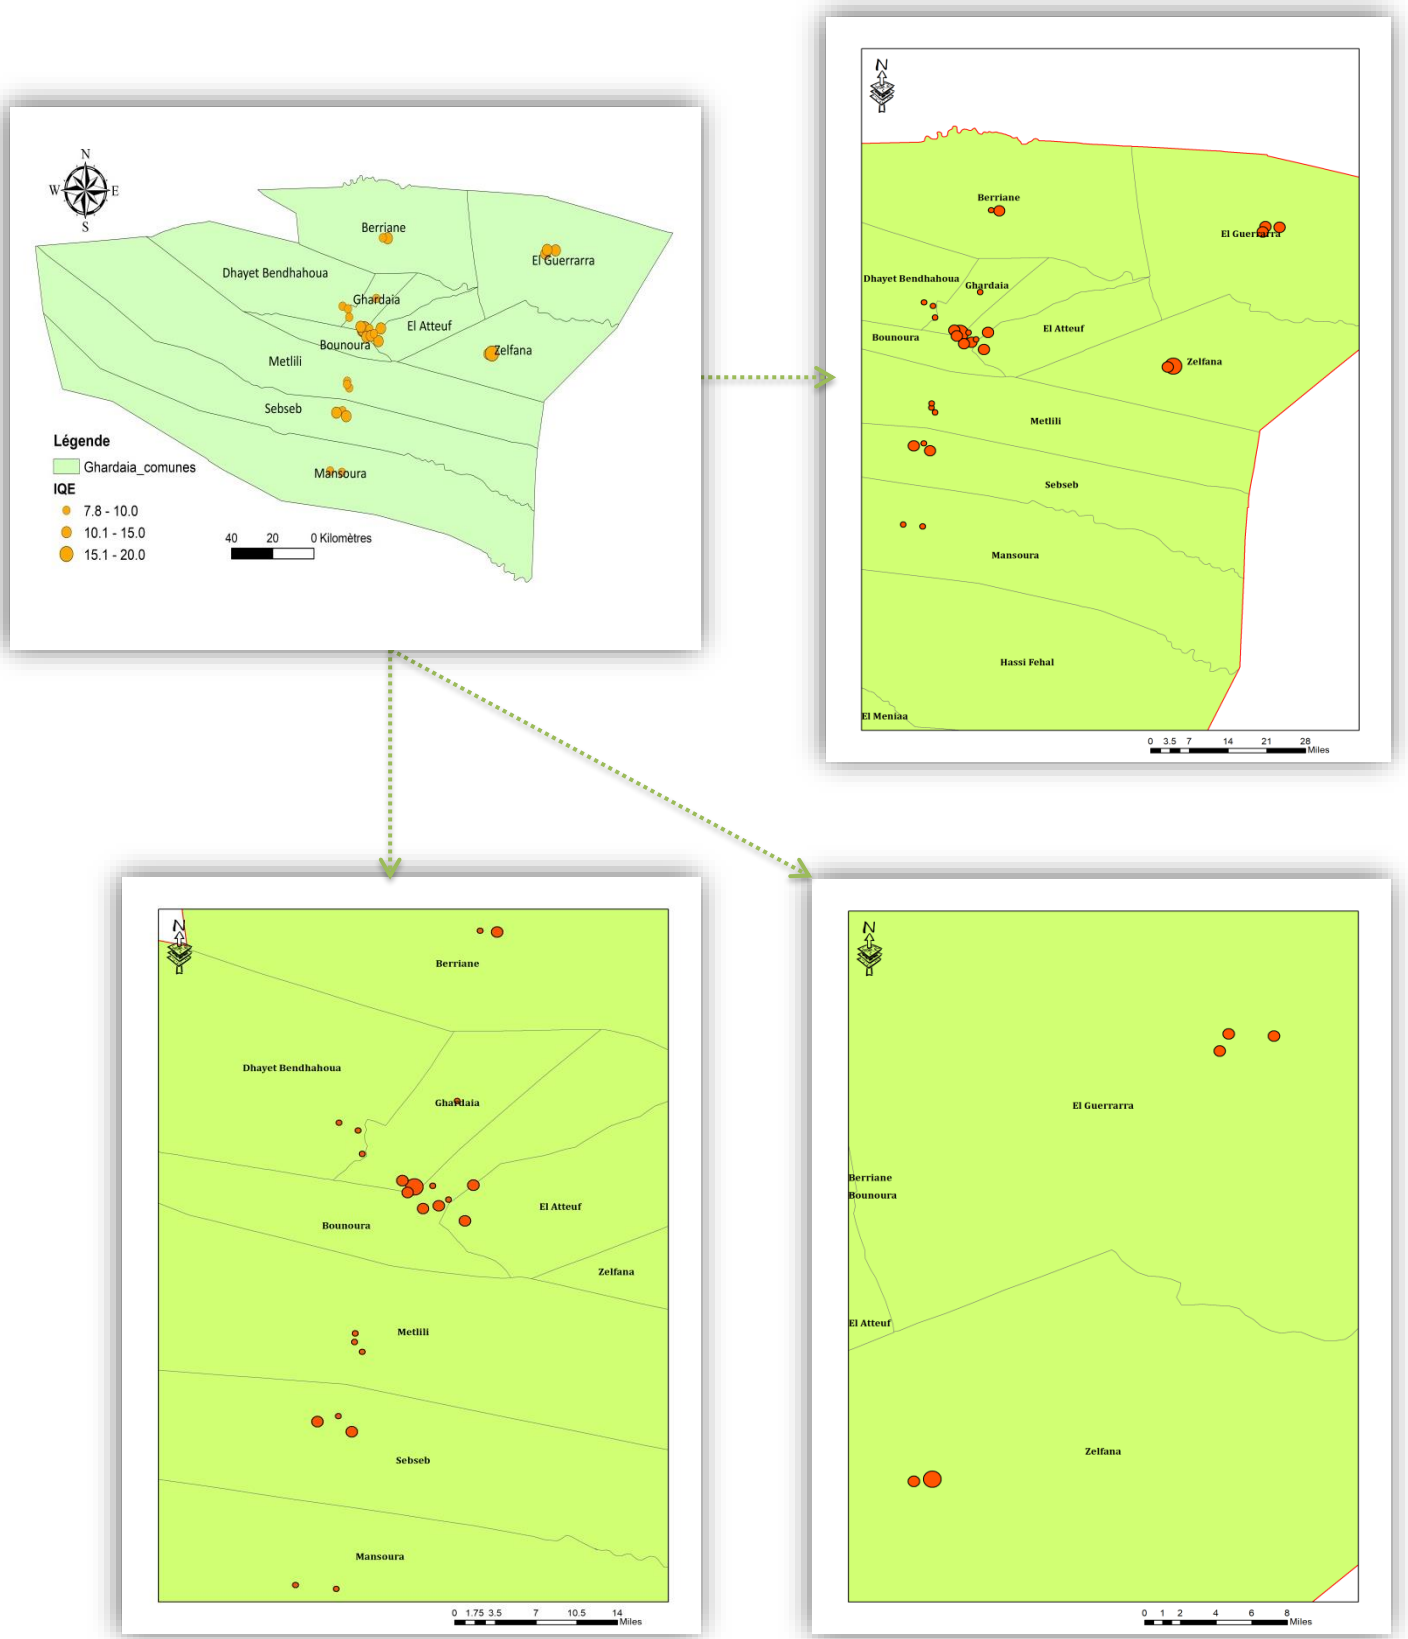 N
W
E
S
Berriane
El Guerrarra
Dhayet Bendhahoua
Ghardaia
El Atteuf
Bounoura
Zelfana
Metlili
Sebseb
Mansoura
Légende
Ghardaia_comunes
IQE
7.8 - 10.0
10.1 - 15.0
15.1 - 20.0
40 20 0 Kilomètres
N
Berriane
El Guerrarra
Dhayet Bendhahoua
Ghardaia
El Atteuf
Bounoura
Zelfana
Metlili
Sebseb
Mansoura
Hassi Fehal
El Meniaa
0 3.5 7 14 21 28
Miles
N
Berriane
Dhayet Bendhahoua
Ghardaia
El Atteuf
Bounoura
Zelfana
Metlili
Sebseb
Mansoura
0 1.75 3.5 7 10.5 14
Miles
N
El Guerrarra
Berriane
Bounoura
El Atteuf
Zelfana
0 1 2 4 6 8
Miles